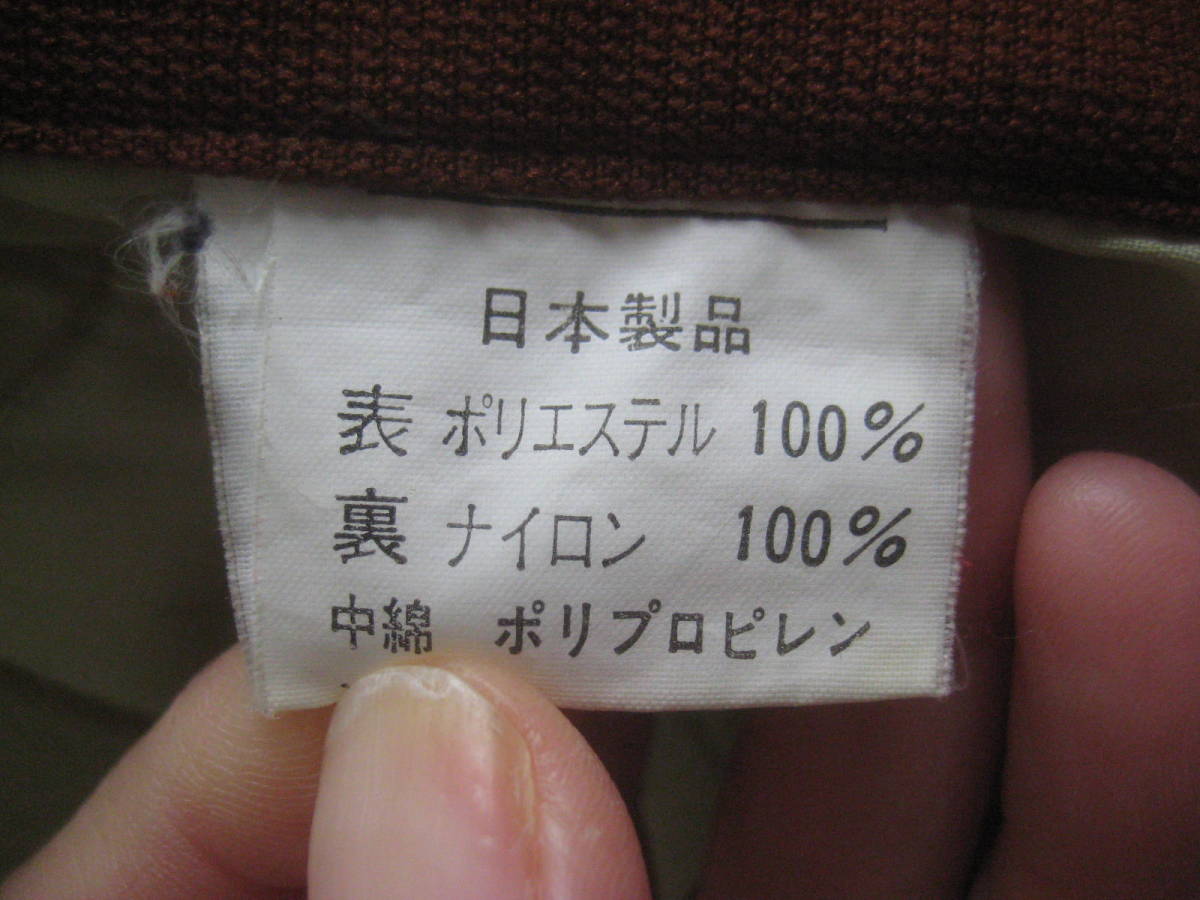 日本製品
表 ポリエステル 100%
裏 ナイロン 100%
中綿 ポリプロピレン